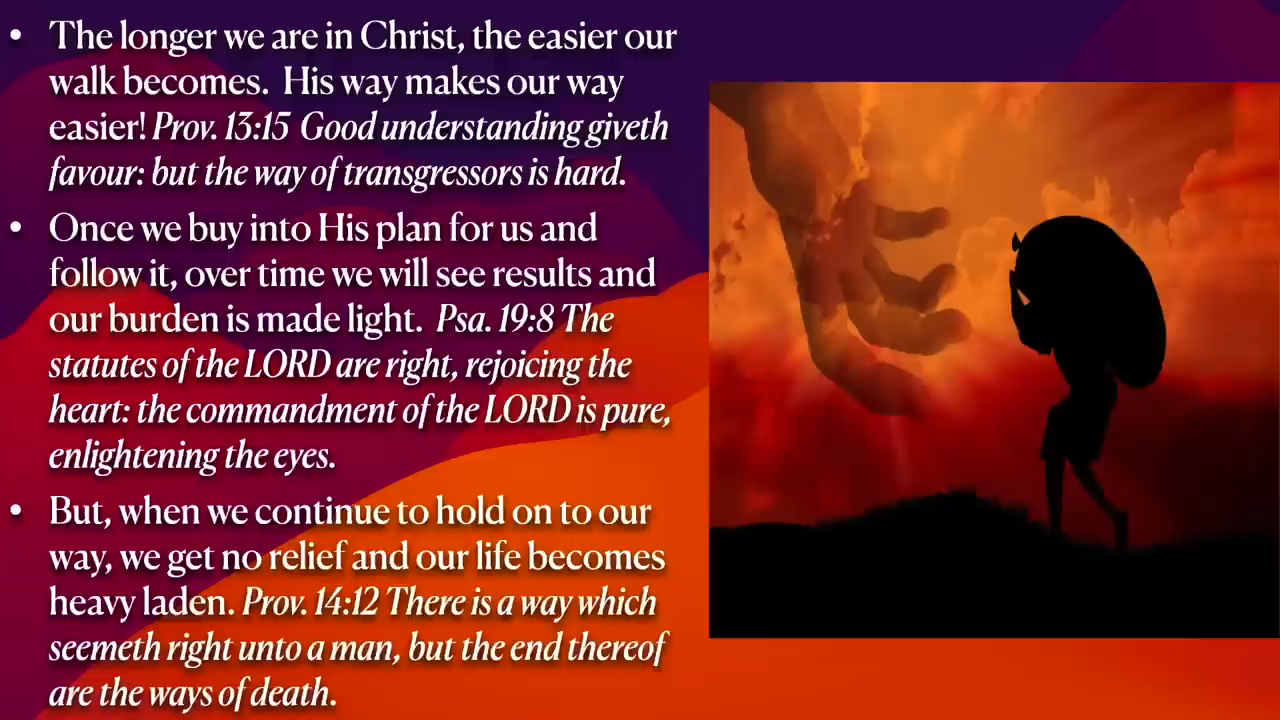 • The longer we are in Christ, the easier our
walk becomes.  His way makes our way
easier! Prov. 13:15  Good understanding giveth
favour: but the way of transgressors is hard.
• Once we buy into His plan for us and
follow it, over time we will see results and
our burden is made light.  Psa. 19:8 The
statutes of the LORD are right, rejoicing the
heart: the commandment of the LORD is pure,
enlightening the eyes.
• But, when we continue to hold on to our
way, we get no relief and our life becomes
heavy laden. Prov. 14:12 There is a way which
seemeth right unto a man, but the end thereof
are the ways of death.